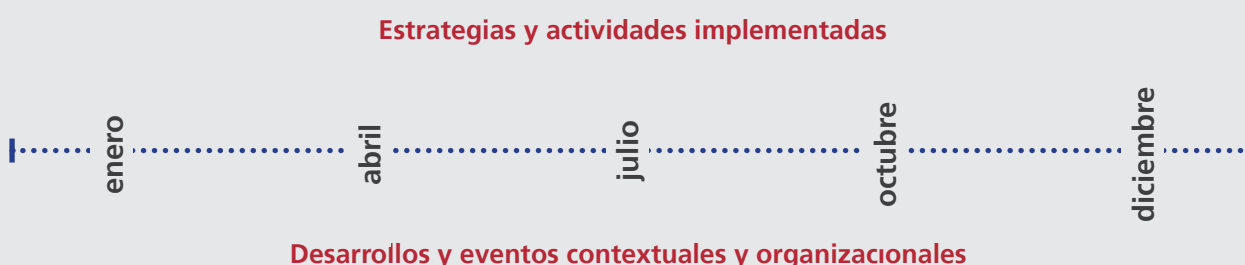 Estrategias y actividades implementadas
enero
abril
julio
octubre
diciembre
Desarrollos y eventos contextuales y organizacionales